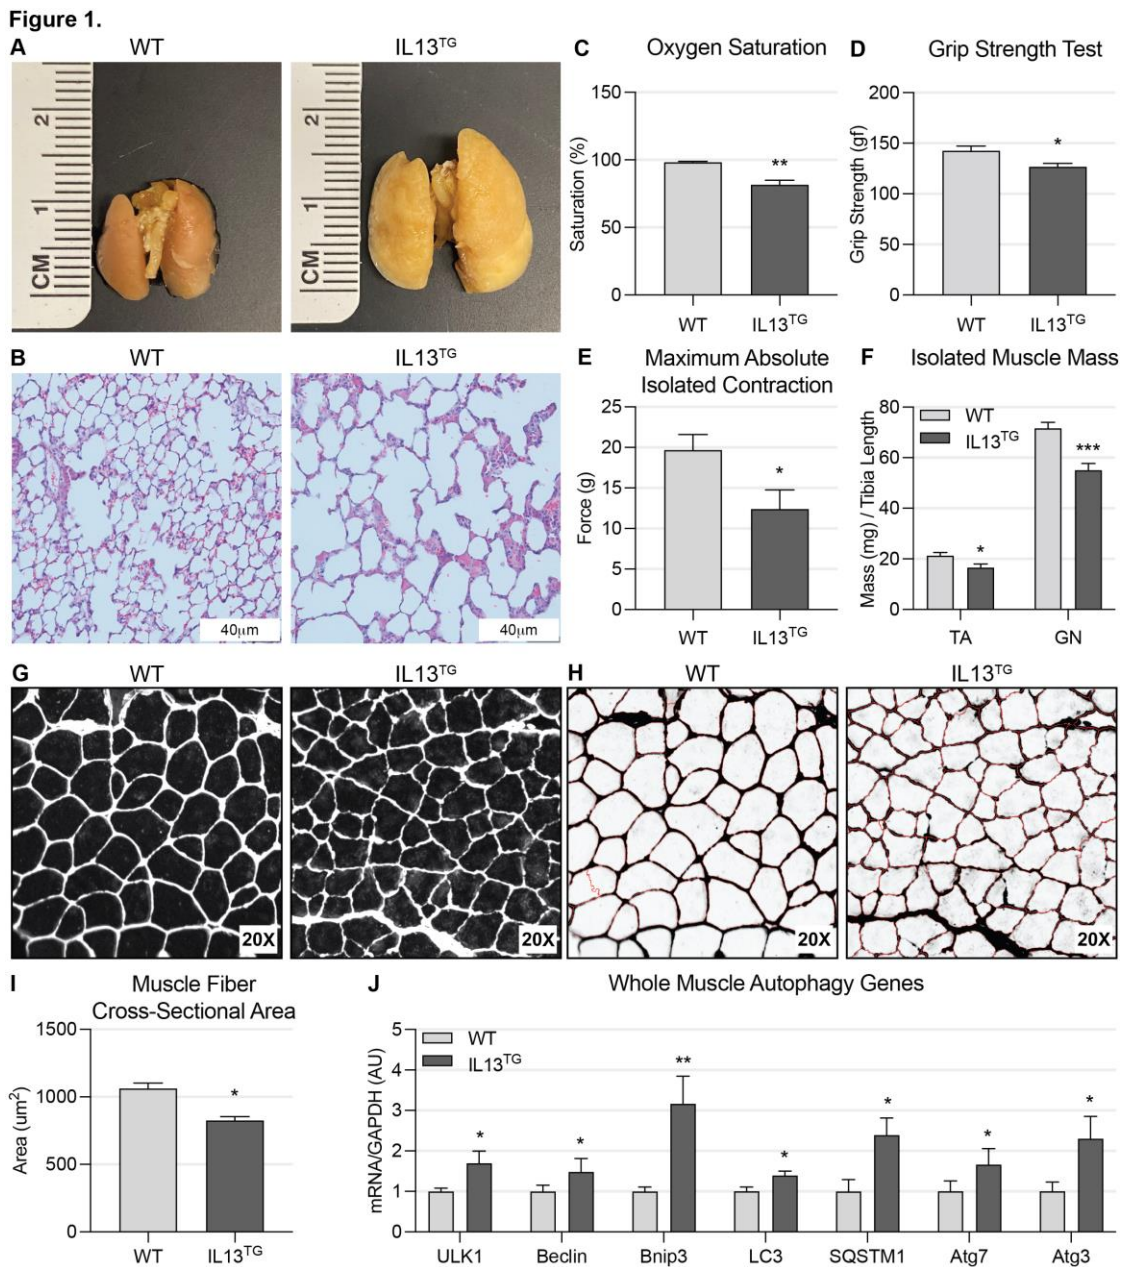 Figure 1.
A
WT
IL13TG
2
1
CM
2
1
CM
B
WT
IL13TG
40μm
40μm
C
Oxygen Saturation
Saturation (%)
150
100
50
0
**
WT
IL13TG
D
Grip Strength Test
Grip Strength (gf)
200
150
100
50
0
*
WT
IL13TG
E
Maximum Absolute
Isolated Contraction
Force (g)
25
20
15
10
5
0
*
WT
IL13TG
F
Isolated Muscle Mass
Mass (mg) / Tibia Length
80
60
40
20
0
WT
IL13TG
*
***
TA
GN
G
WT
IL13TG
20X
20X
H
WT
IL13TG
20X
20X
I
Muscle Fiber
Cross-Sectional Area
Area (um2)
1500
1000
500
0
*
WT
IL13TG
J
Whole Muscle Autophagy Genes
mRNA/GAPDH (AU)
5
4
3
2
1
0
WT
IL13TG
*
*
**
*
*
*
*
ULK1
Beclin
Bnip3
LC3
SQSTM1
Atg7
Atg3